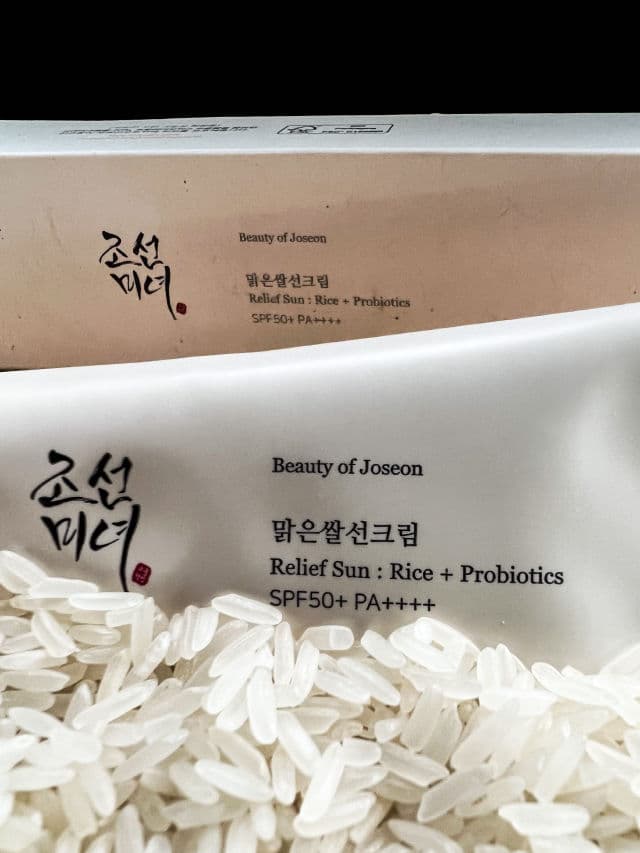 조선
미녀
Beauty of Joseon
맑은쌀선크림
Relief Sun : Rice + Probiotics
SPF50+ PA++++
조선
미녀
Beauty of Joseon
맑은쌀선크림
Relief Sun : Rice + Probiotics
SPF50+ PA++++